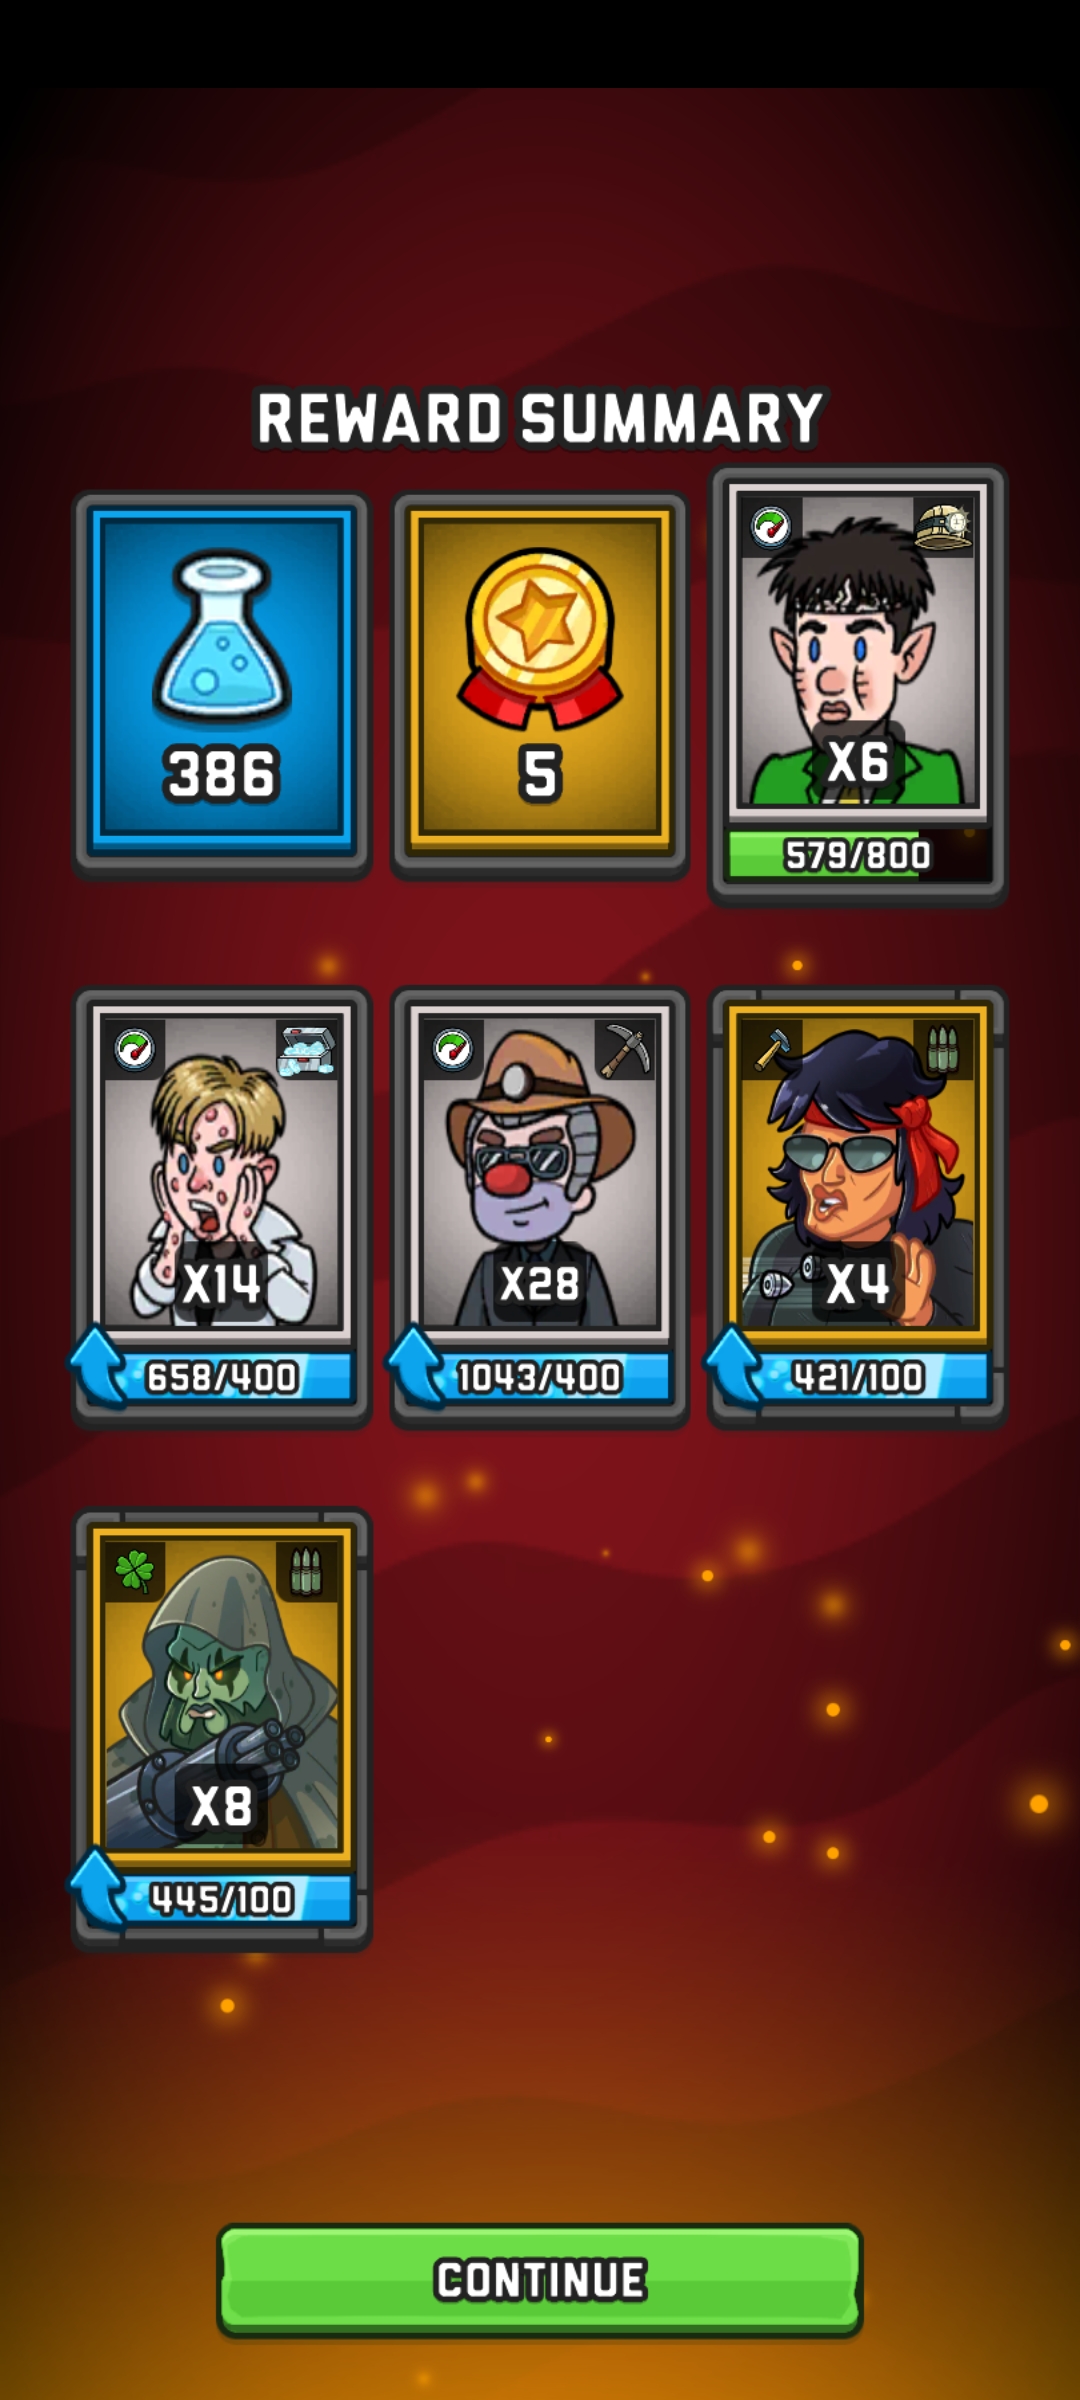 REWARD SUMMARY
386
5
X6
579/800
X14
X28
X4
658/400
1043/400
421/100
X8
445/100
CONTINUE